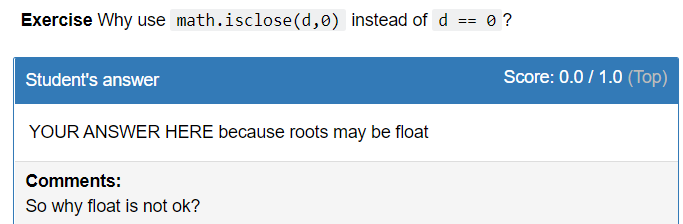 Exercise Why use math.isclose(d,0) instead of d == 0 ?
Student's answer Score: 0.0 / 1.0 (Top)
YOUR ANSWER HERE because roots may be float
Comments:
So why float is not ok?